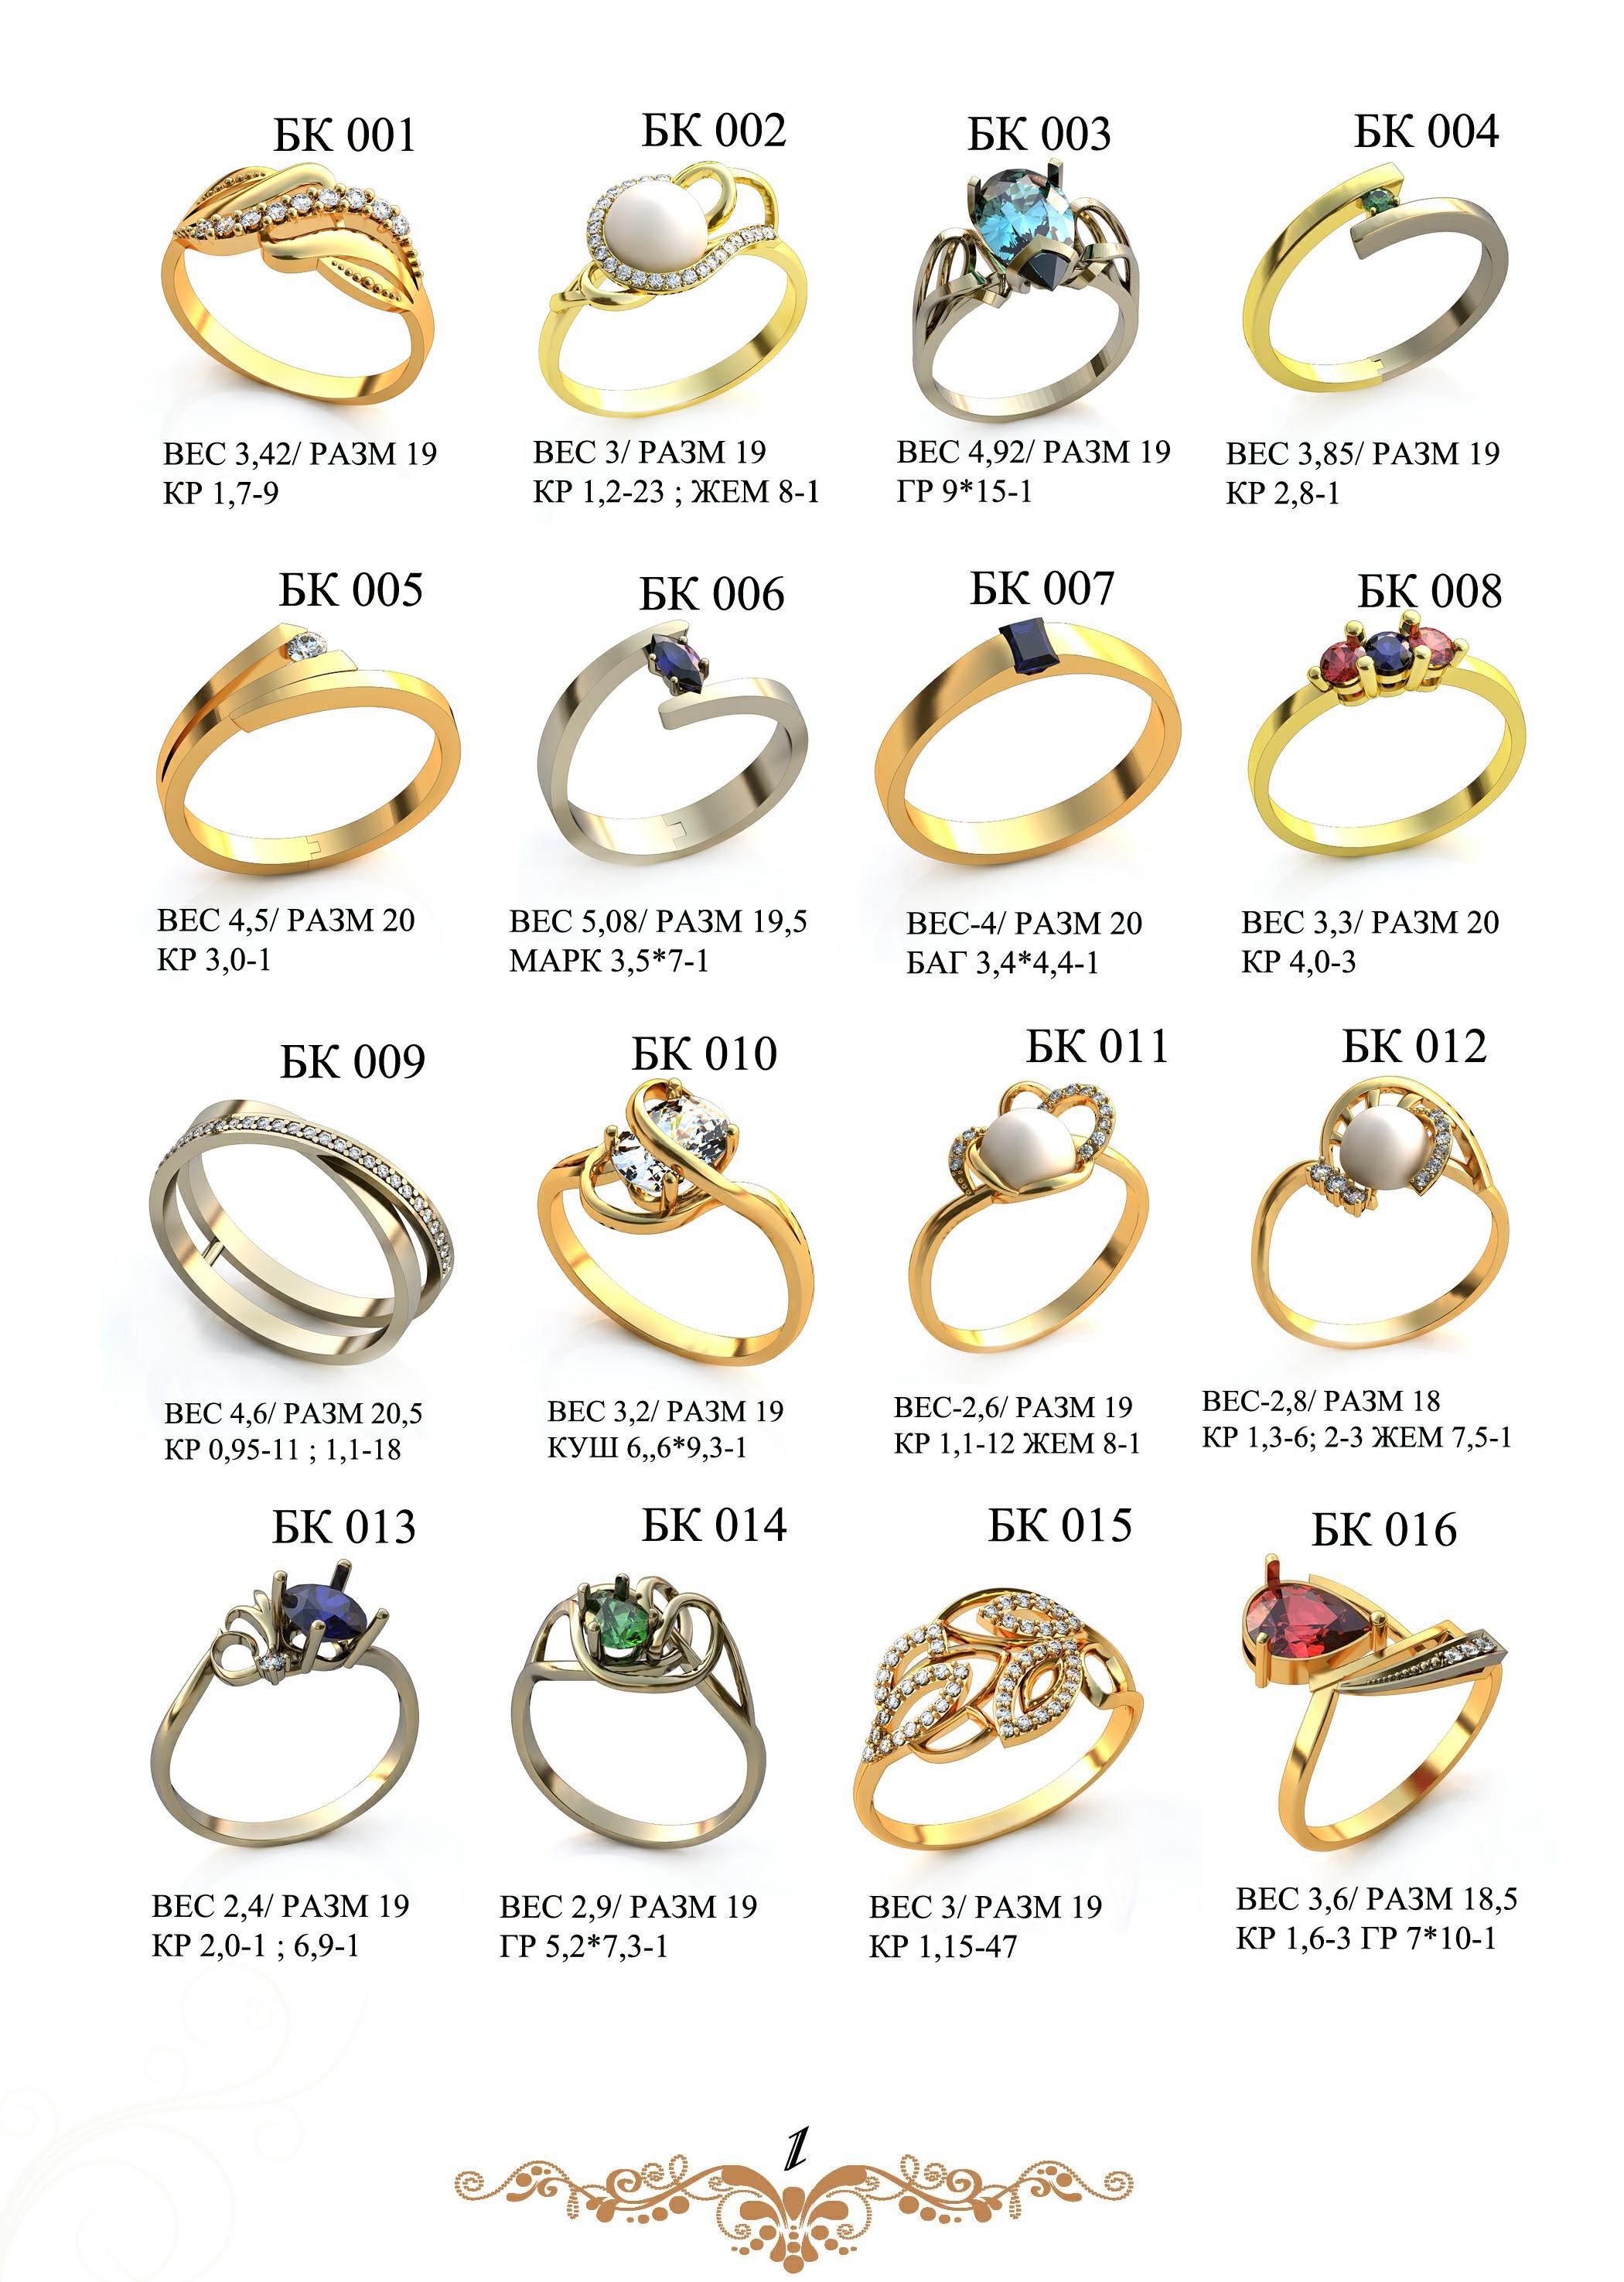 БК 001
БК 002
БК 003
БК 004
ВЕС 3,42/ РАЗМ 19
КР 1,7-9
ВЕС 3/ РАЗМ 19
КР 1,2-23 ; ЖЕМ 8-1
ВЕС 4,92/ РАЗМ 19
ГР 9*15-1
ВЕС 3,85/ РАЗМ 19
КР 2,8-1
БК 005
БК 006
БК 007
БК 008
ВЕС 4,5/ РАЗМ 20
КР 3,0-1
ВЕС 5,08/ РАЗМ 19,5
МАРК 3,5*7-1
ВЕС-4/ РАЗМ 20
БАГ 3,4*4,4-1
ВЕС 3,3/ РАЗМ 20
КР 4,0-3
БК 009
БК 010
БК 011
БК 012
ВЕС 4,6/ РАЗМ 20,5
КР 0,95-11 ; 1,1-18
ВЕС 3,2/ РАЗМ 19
КУШ 6,,6*9,3-1
ВЕС-2,6/ РАЗМ 19
КР 1,1-12 ЖЕМ 8-1
ВЕС-2,8/ РАЗМ 18
КР 1,3-6; 2-3 ЖЕМ 7,5-1
БК 013
БК 014
БК 015
БК 016
ВЕС 2,4/ РАЗМ 19
КР 2,0-1 ; 6,9-1
ВЕС 2,9/ РАЗМ 19
ГР 5,2*7,3-1
ВЕС 3/ РАЗМ 19
КР 1,15-47
ВЕС 3,6/ РАЗМ 18,5
КР 1,6-3 ГР 7*10-1
1